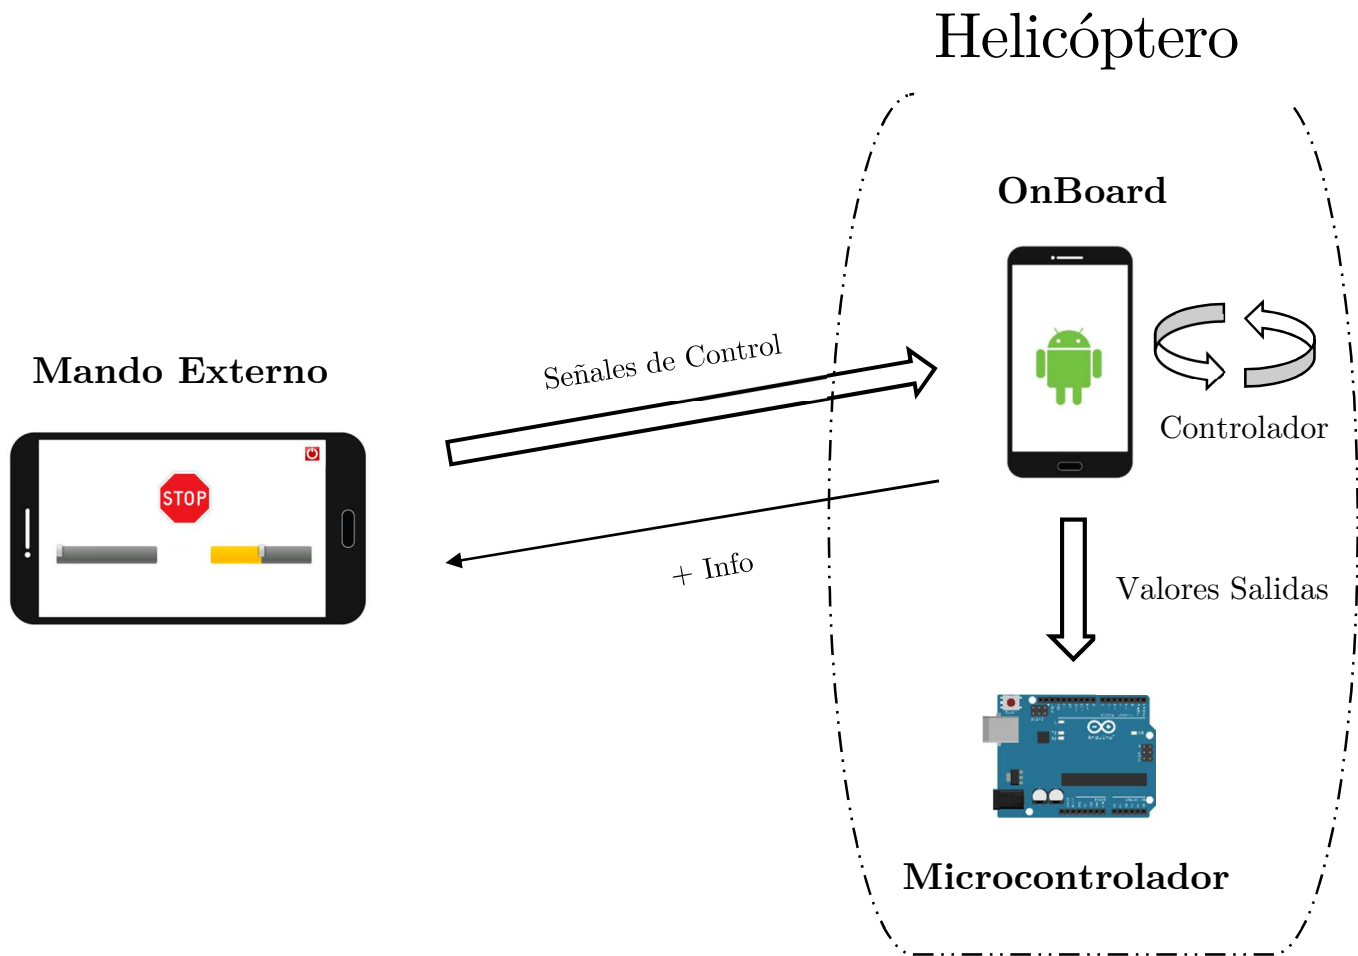 Helicóptero
OnBoard
Señales de Control
Mando Externo
Controlador
STOP
+ Info
Valores Salidas
Microcontrolador